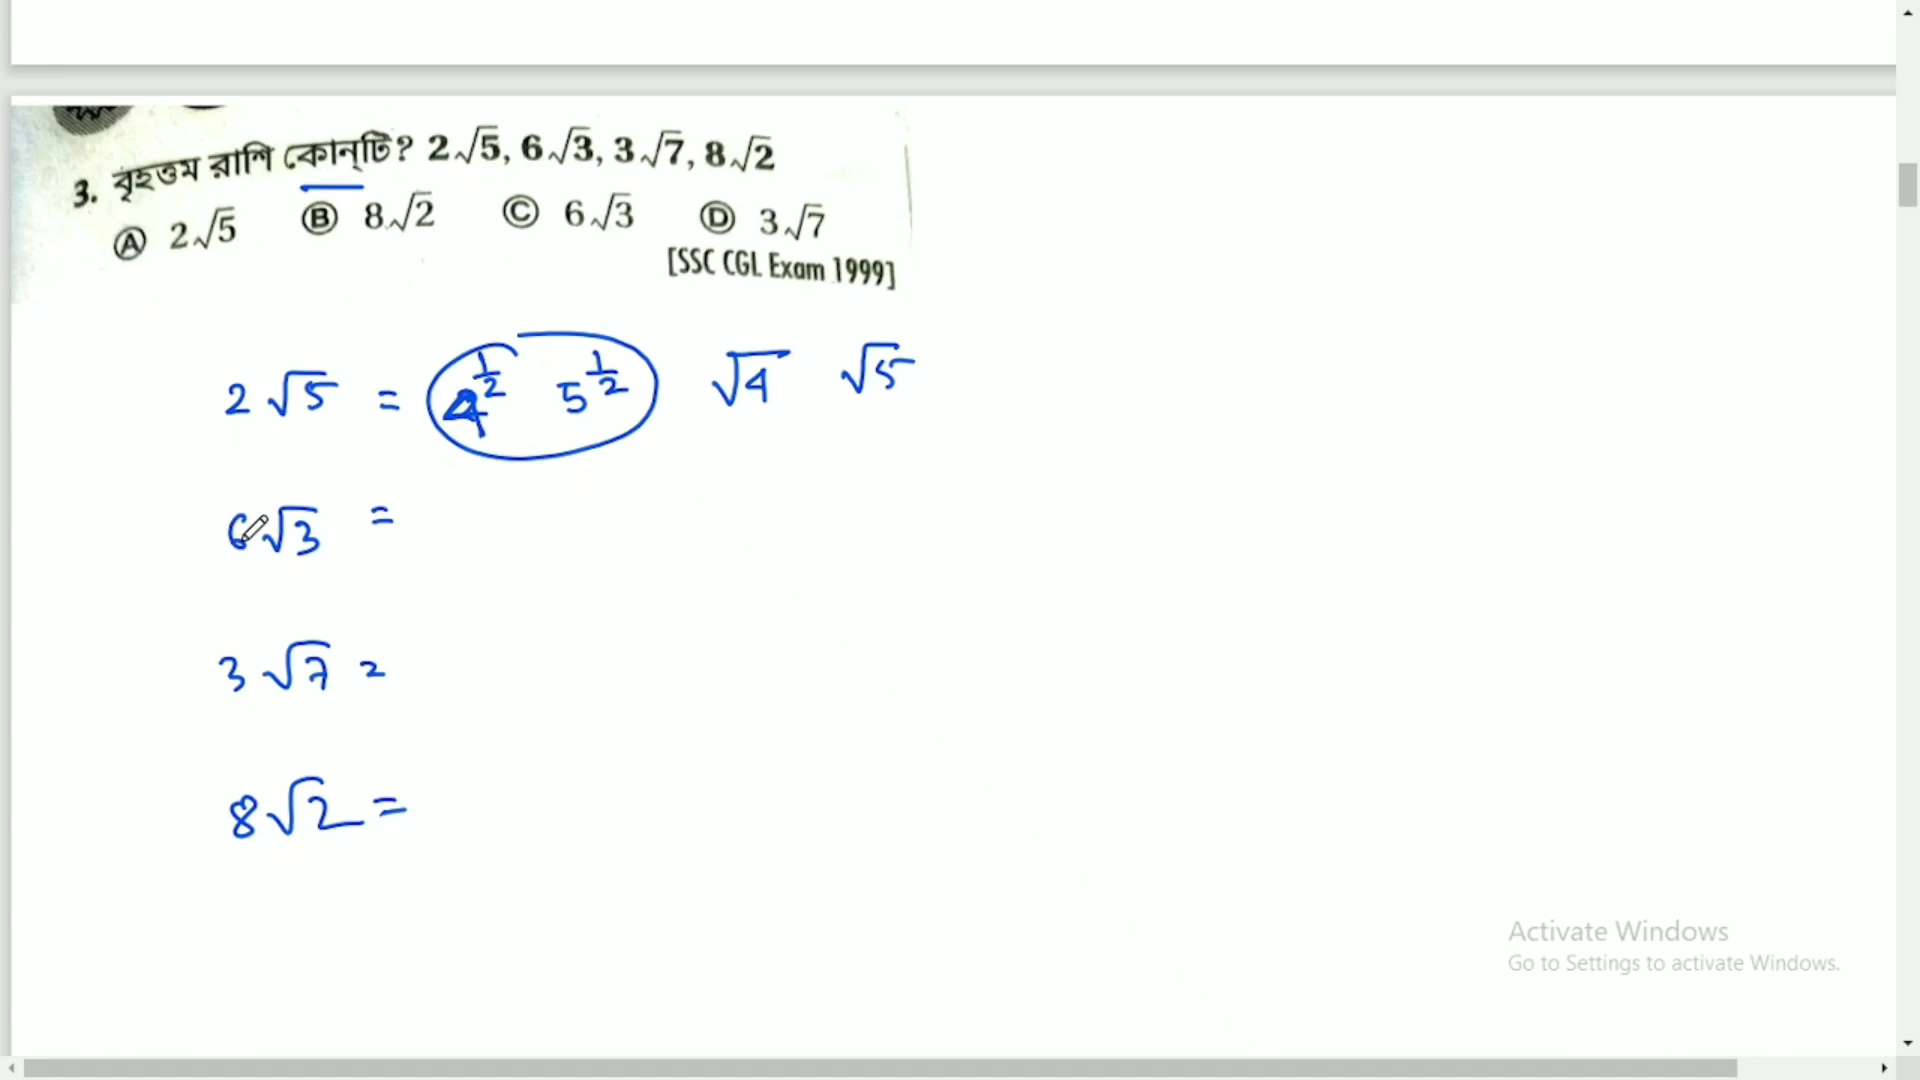 3. বৃহত্তম রাশি কোন্‌টি? 2√5, 6√3, 3√7, 8√2
Ⓐ 2√5 Ⓑ 8√2 Ⓒ 6√3 Ⓓ 3√7
[SSC CGL Exam 1999]
2√5 = 4^½ 5^½ √4 √5
6√3 =
3√7 =
8√2 =
Activate Windows
Go to Settings to activate Windows.